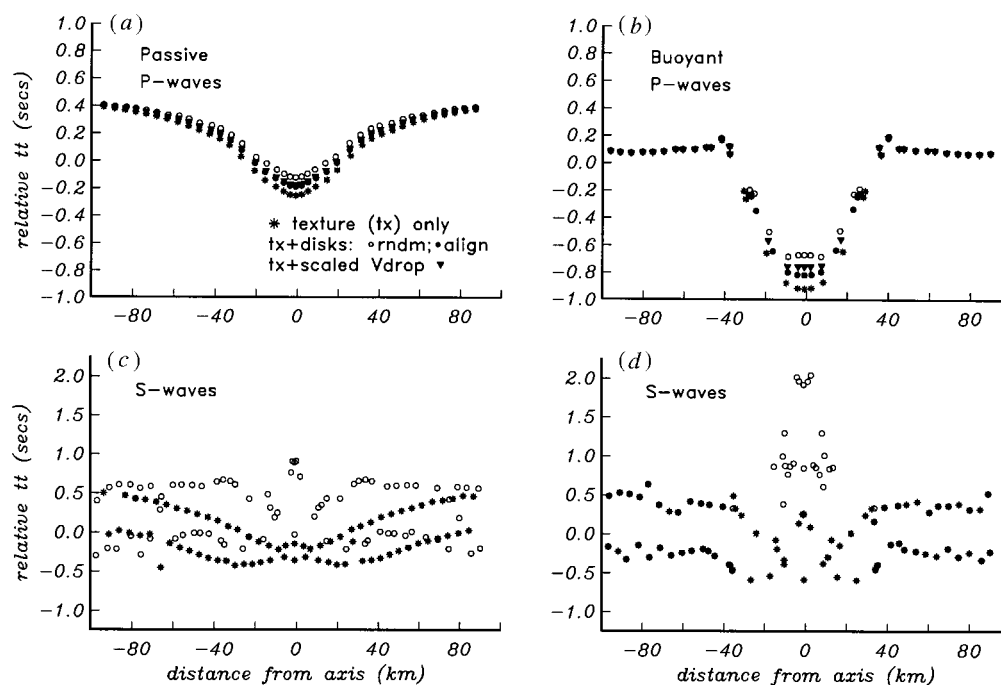 (a)
Passive
P-waves
1.0
0.8
0.6
0.4
0.2
0.0
−0.2
−0.4
−0.6
−0.8
−1.0
relative tt (secs)
* texture (tx) only
tx+disks: ○ rndm; • align
tx+scaled Vdrop ▼
−80 −40 0 40 80
(b)
Buoyant
P-waves
1.0
0.8
0.6
0.4
0.2
0.0
−0.2
−0.4
−0.6
−0.8
−1.0
−80 −40 0 40 80
(c)
S-waves
2.0
1.5
1.0
0.5
0.0
−0.5
−1.0
relative tt (secs)
−80 −40 0 40 80
distance from axis (km)
(d)
S-waves
2.0
1.5
1.0
0.5
0.0
−0.5
−1.0
−80 −40 0 40 80
distance from axis (km)